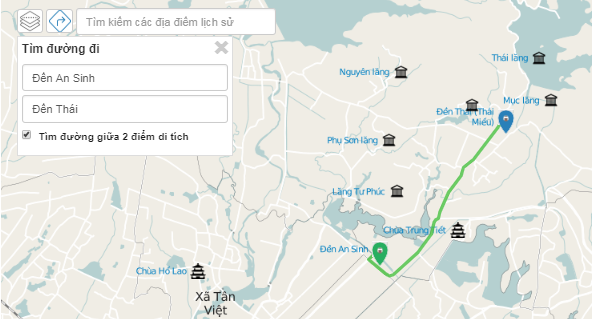 Tìm kiếm các địa điểm lịch sử
Tìm đường đi
Đền An Sinh
Đền Thái
Tìm đường giữa 2 điểm di tích
Thái lăng
Nguyên lăng
Mục lăng
Đền Thái (Thái
Miếu)
Phụ Sơn lăng
Lăng Tư Phúc
Chùa Trung Tiết
Đền An Sinh
Chùa Hồ Lao
Xã Tân
Việt